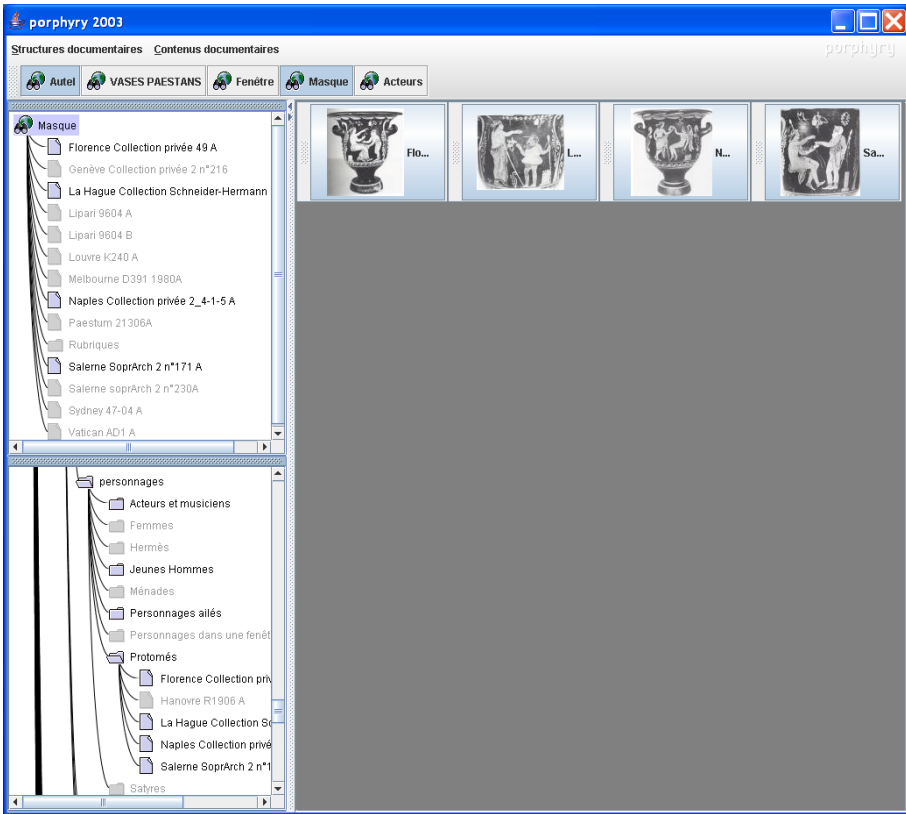 porphyry 2003
Structures documentaires Contenus documentaires
porphyry
Autel VASES PAESTANS Fenétre Masque Acteurs
Masque
Florence Collection privée 49 A
Genève Collection privée 2 n°216
La Hague Collection Schneider-Hermann
Lipari 9604 A
Lipari 9604 B
Louvre K240 A
Melbourne D391 1980A
Naples Collection privée 2_4-1-5 A
Paestum 21306A
Rubriques
Salerne SoprArch 2 n°171 A
Salerne soprArch 2 n°230A
Sydney 47-04 A
Vatican AD1 A
Flo...
L...
N...
Sa...
personnages
Acteurs et musiciens
Femmes
Hermès
Jeunes Hommes
Ménades
Personnages ailés
Personnages dans une fenêt
Protomés
Florence Collection priv
Hanovre R1906 A
La Hague Collection Sc
Naples Collection privé
Salerne SoprArch 2 n°1
Satyres